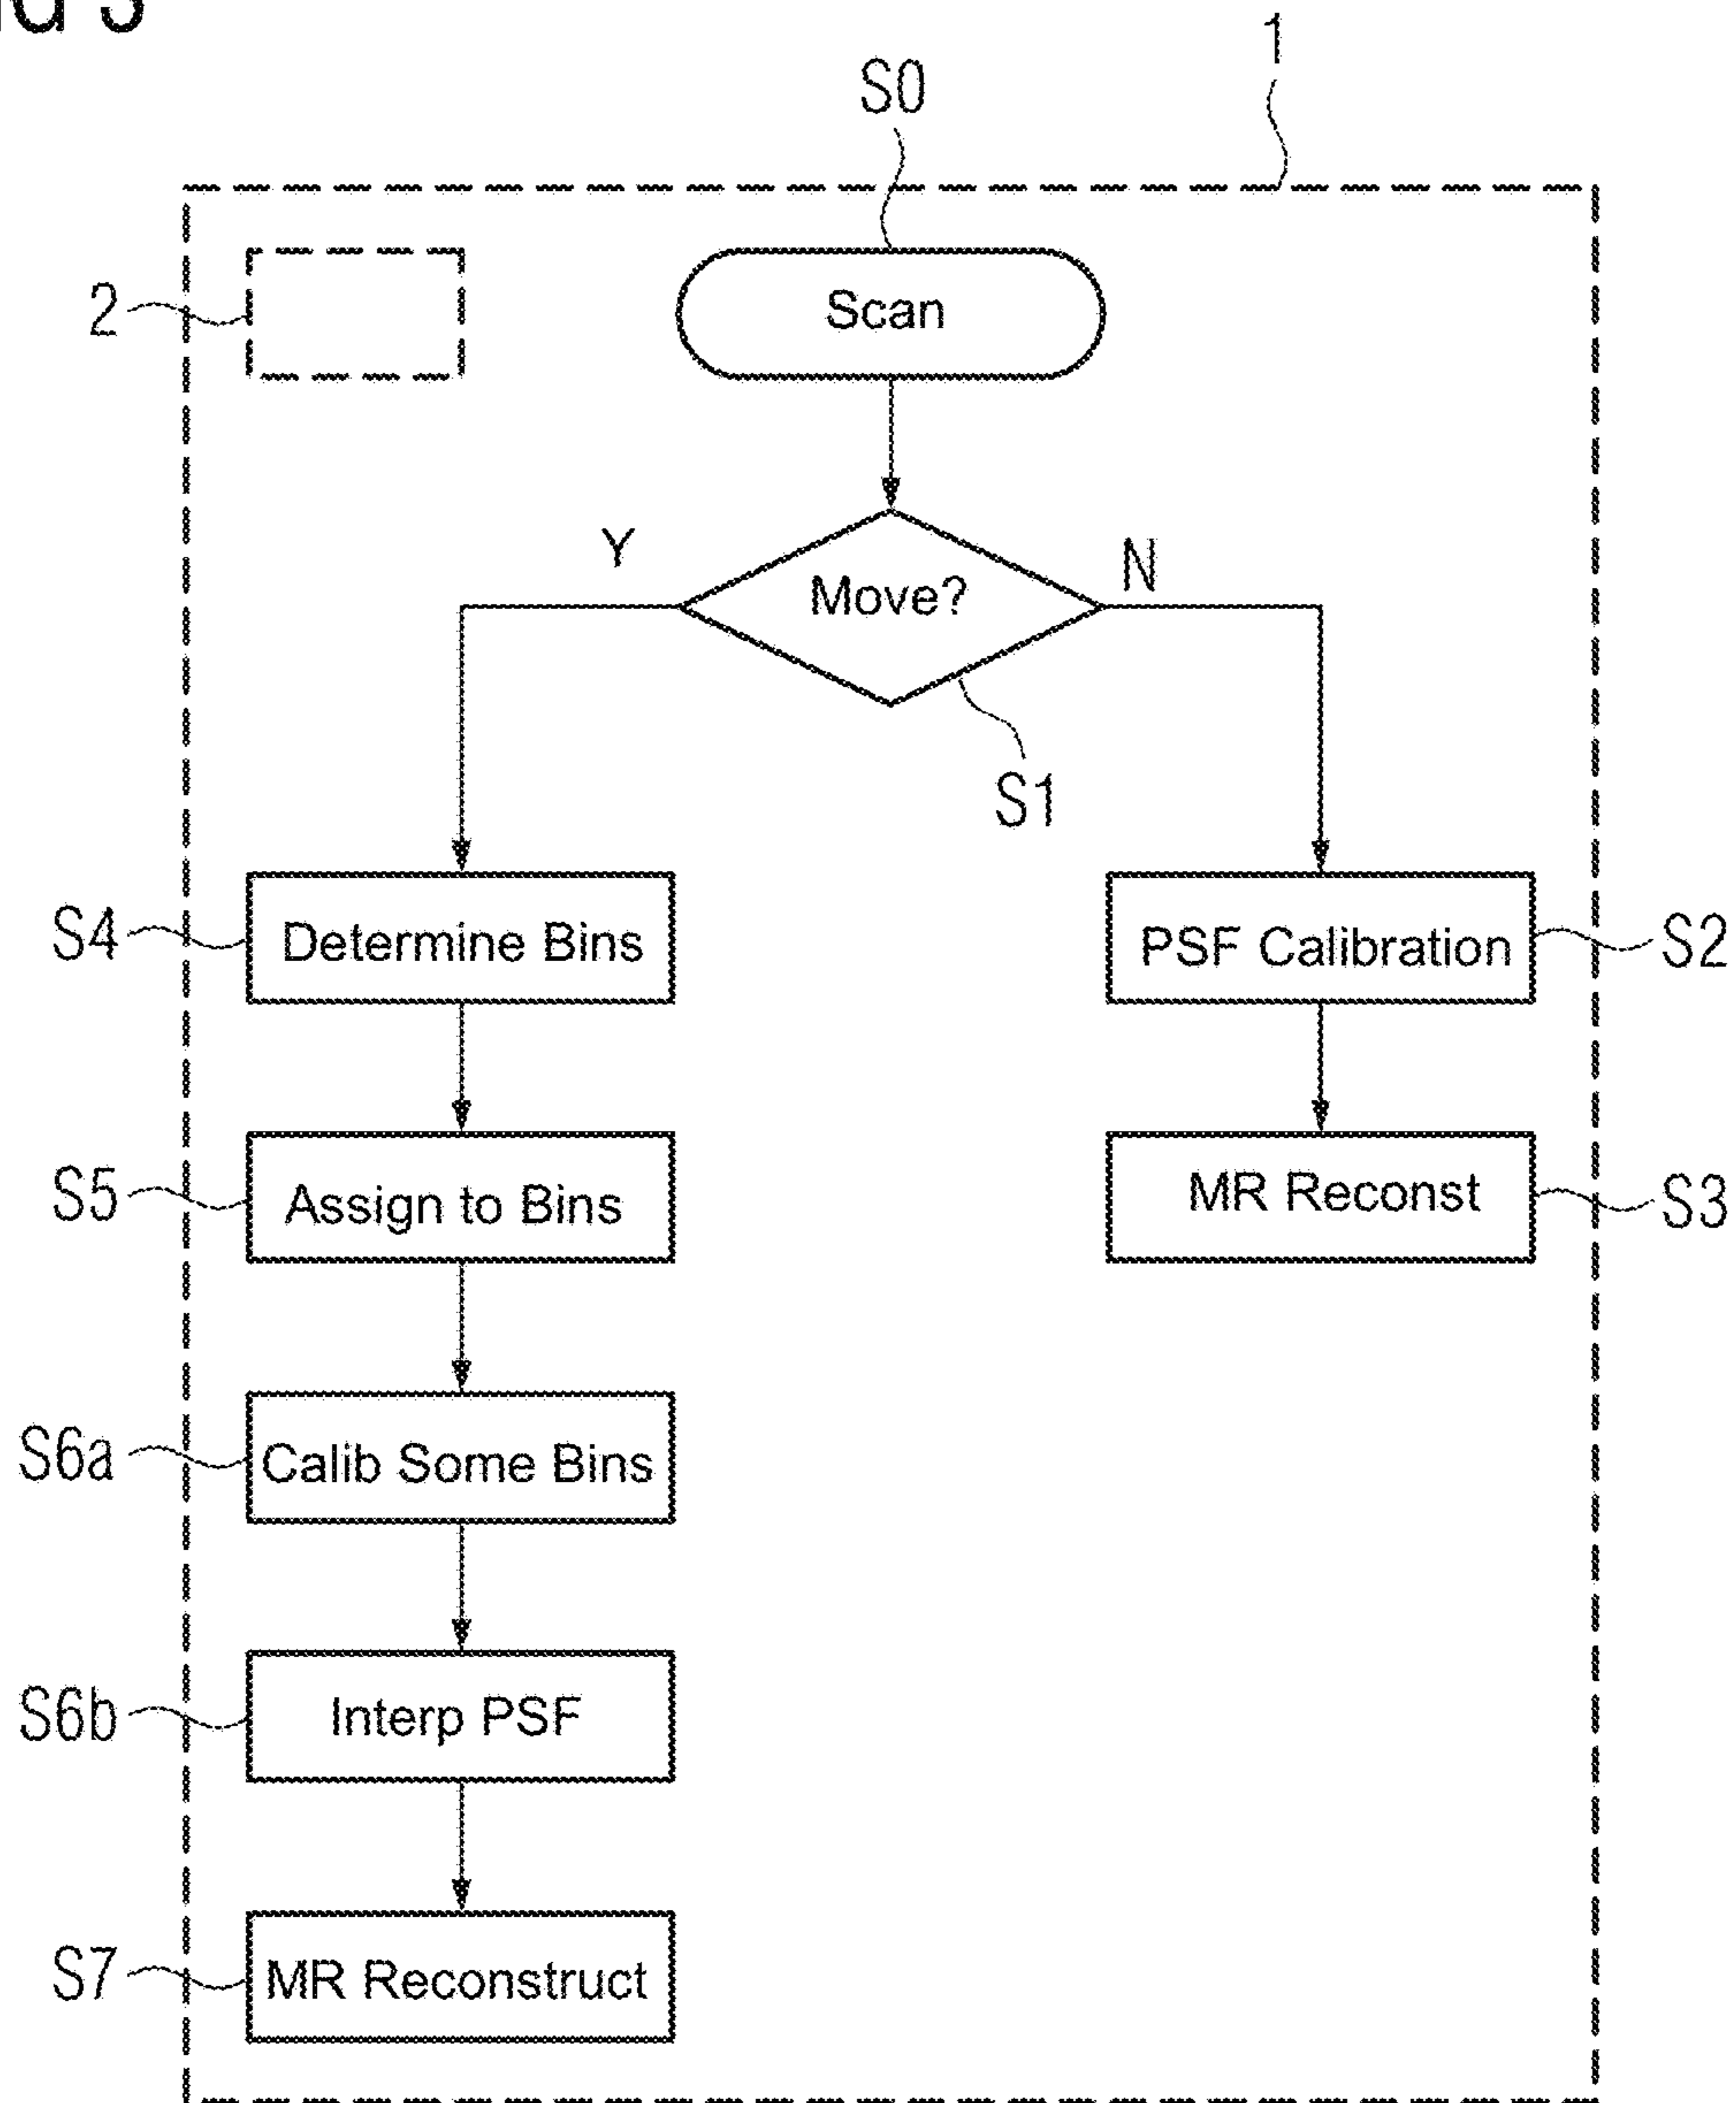 1
S0
2
Scan
Y
N
Move?
S1
S4
Determine Bins
PSF Calibration
S2
S5
Assign to Bins
MR Reconst
S3
S6a
Calib Some Bins
S6b
Interp PSF
S7
MR Reconstruct